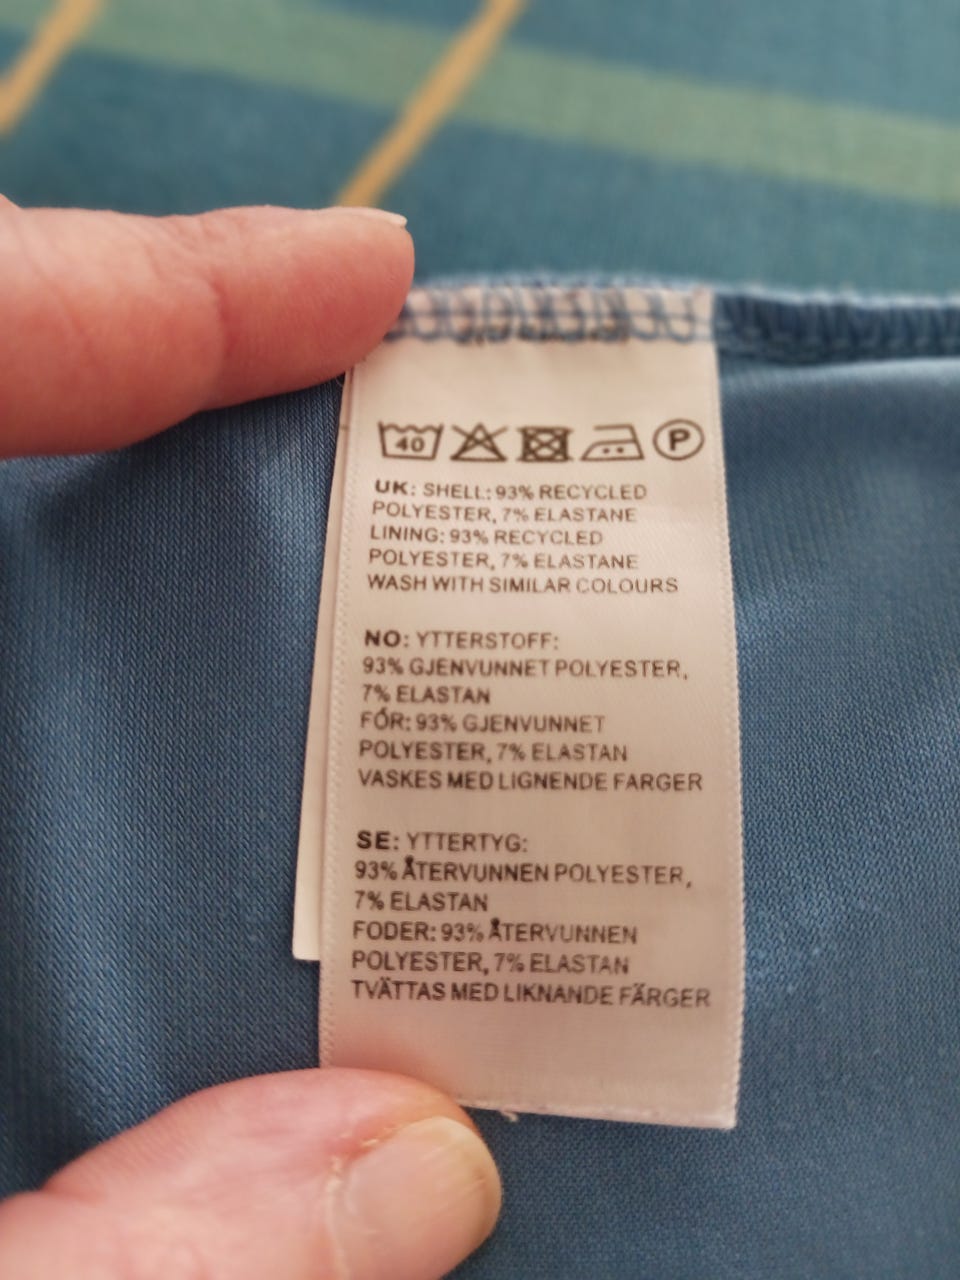 40 P
UK: SHELL: 93% RECYCLED
POLYESTER, 7% ELASTANE
LINING: 93% RECYCLED
POLYESTER, 7% ELASTANE
WASH WITH SIMILAR COLOURS
NO: YTTERSTOFF:
93% GJENVUNNET POLYESTER,
7% ELASTAN
FÓR: 93% GJENVUNNET
POLYESTER, 7% ELASTAN
VASKES MED LIGNENDE FARGER
SE: YTTERTYG:
93% ÅTERVUNNEN POLYESTER,
7% ELASTAN
FODER: 93% ÅTERVUNNEN
POLYESTER, 7% ELASTAN
TVÄTTAS MED LIKNANDE FÄRGER